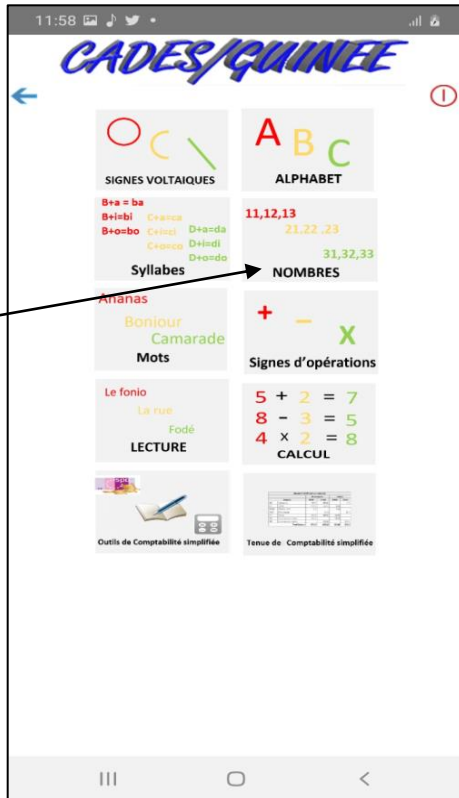 11:58
CADES/GUINEE
SIGNES VOLTAIQUES
A B C
ALPHABET
B+a = ba
B+i=bi C+a=ca
B+o=bo C+i=ci D+a=da
C+o=co D+i=di
D+o=do
Syllabes
11,12,13
21,22 ,23
31,32,33
NOMBRES
Ananas
Bonjour
Camarade
Mots
+ − X
Signes d'opérations
Le fonio
La rue
Fodé
LECTURE
5 + 2 = 7
8 - 3 = 5
4 x 2 = 8
CALCUL
Outils de Comptabilité simplifiée
Tenue de Comptabilité simplifiée